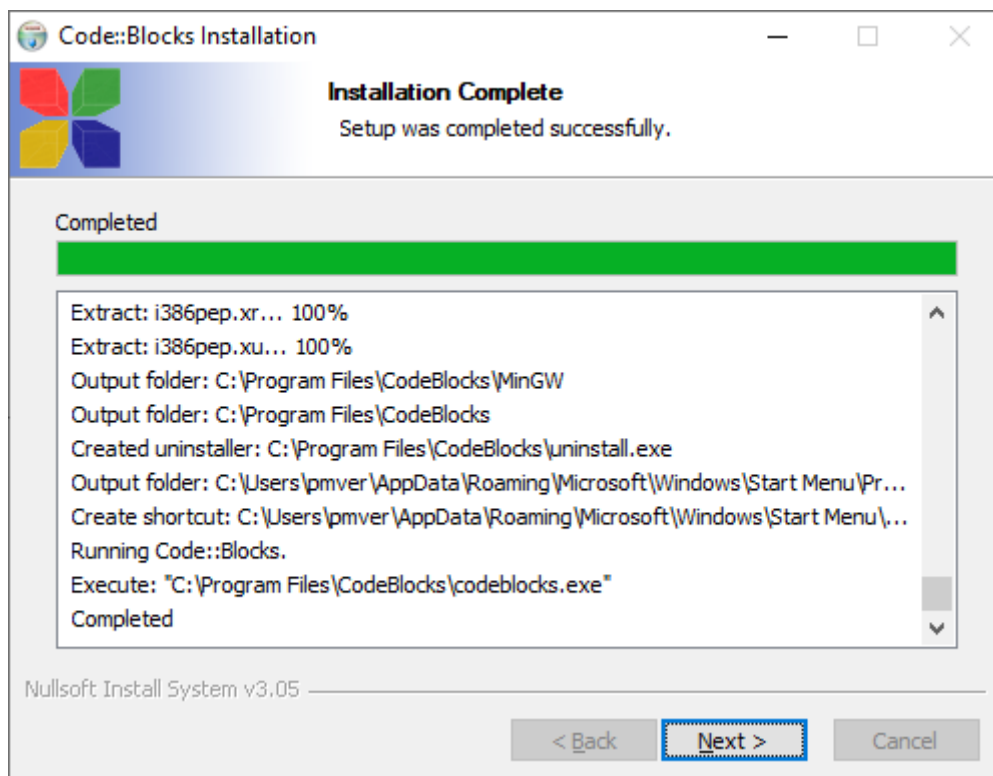 Code::Blocks Installation
Installation Complete
Setup was completed successfully.
Completed
Extract: i386pep.xr... 100%
Extract: i386pep.xu... 100%
Output folder: C:\Program Files\CodeBlocks\MinGW
Output folder: C:\Program Files\CodeBlocks
Created uninstaller: C:\Program Files\CodeBlocks\uninstall.exe
Output folder: C:\Users\pmver\AppData\Roaming\Microsoft\Windows\Start Menu\Pr...
Create shortcut: C:\Users\pmver\AppData\Roaming\Microsoft\Windows\Start Menu\...
Running Code::Blocks.
Execute: "C:\Program Files\CodeBlocks\codeblocks.exe"
Completed
Nullsoft Install System v3.05
< Back Next > Cancel